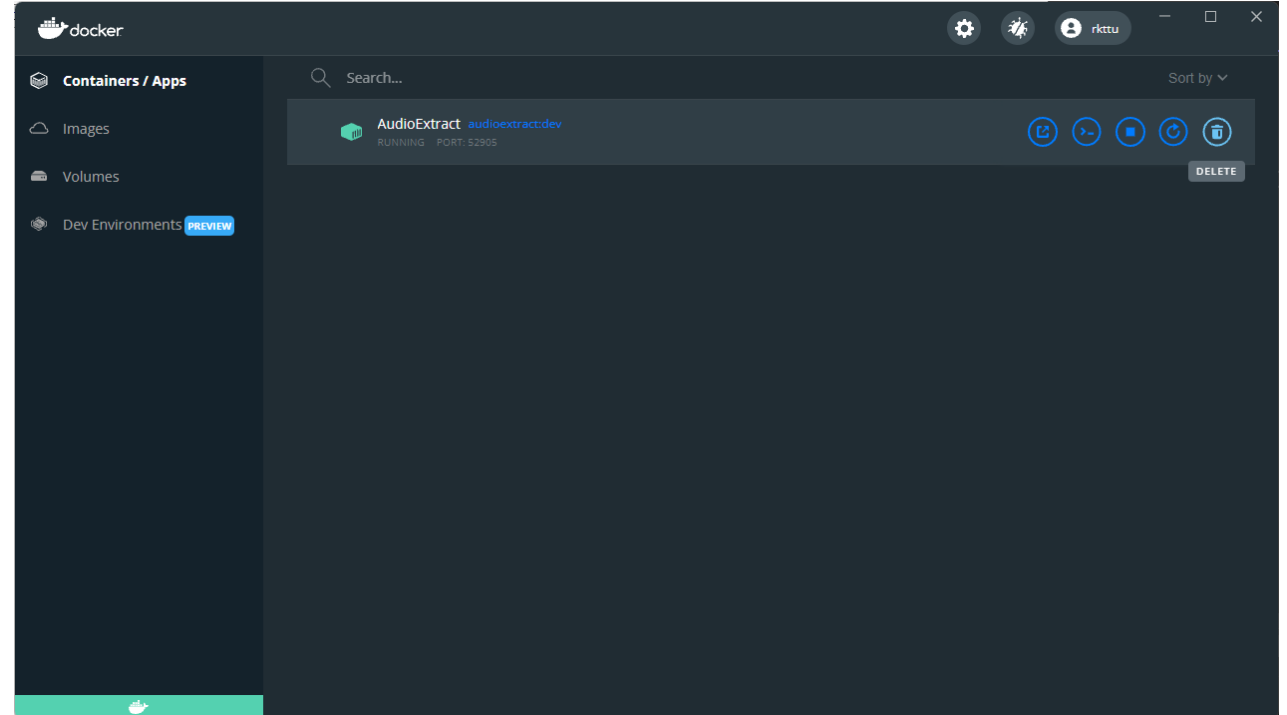 docker
rkttu
Containers / Apps
Images
Volumes
Dev Environments PREVIEW
Search...
Sort by
AudioExtract audioextract:dev
RUNNING PORT: 52905
DELETE